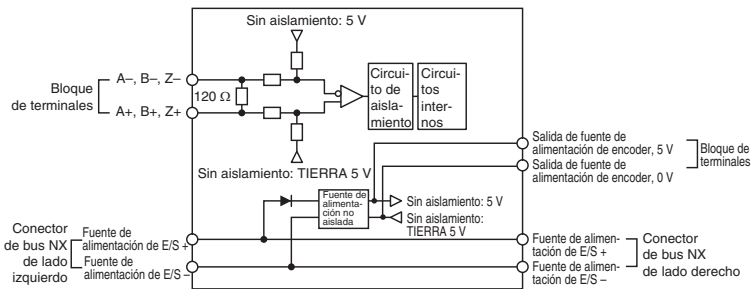 Sin aislamiento: 5 V
Bloque
de terminales
A–, B–, Z–
A+, B+, Z+
120 Ω
Circui-
to de
aisla-
miento
Circui-
tos
inter-
nos
Sin aislamiento: TIERRA 5 V
Salida de fuente de
alimentación de encoder, 5 V
Salida de fuente de
alimentación de encoder, 0 V
Bloque de
terminales
Fuente de
alimenta-
ción no
aislada
Sin aislamiento: 5 V
Sin aislamiento:
TIERRA 5 V
Conector
de bus NX
de lado
izquierdo
Fuente de
alimentación de E/S +
Fuente de
alimentación de E/S –
Fuente de alimen-
tación de E/S +
Fuente de alimen-
tación de E/S –
Conector
de bus NX
de lado derecho